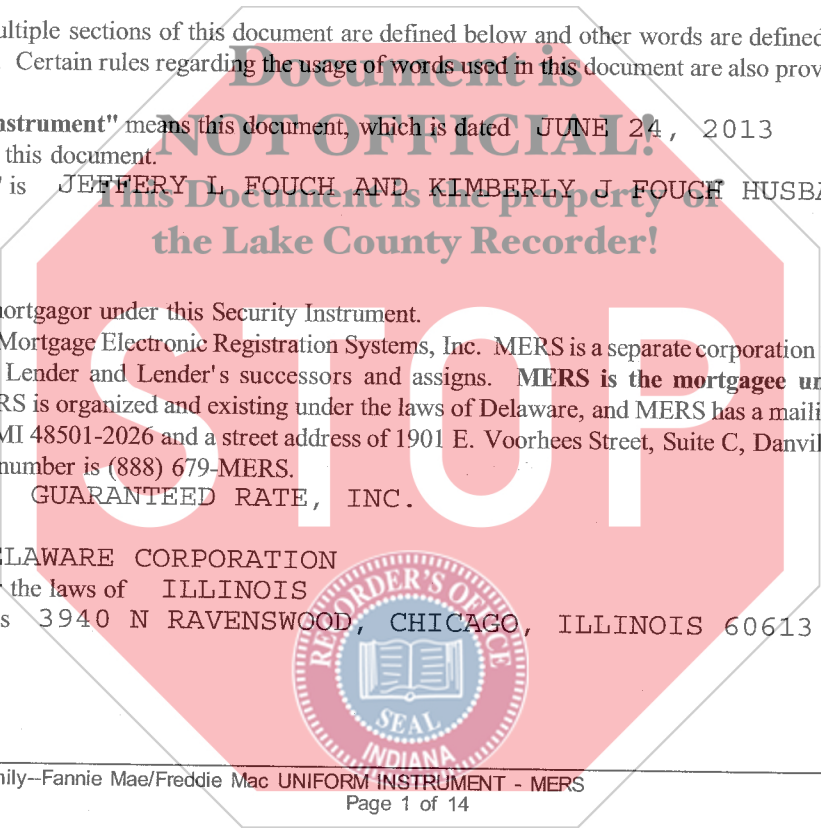 ultiple sections of this document are defined below and other words are defined
Document is
. Certain rules regarding the usage of words used in this document are also prov
nstrument" means this document, which is dated JUNE 24, 2013
NOT OFFICIAL!
this document.
" is JEFFERY L FOUCH AND KIMBERLY J FOUCH HUSBA
This Document is the property of
the Lake County Recorder!
STOP
ortgagor under this Security Instrument.
Mortgage Electronic Registration Systems, Inc. MERS is a separate corporation
Lender and Lender's successors and assigns. MERS is the mortgagee un
RS is organized and existing under the laws of Delaware, and MERS has a maili
MI 48501-2026 and a street address of 1901 E. Voorhees Street, Suite C, Danvil
number is (888) 679-MERS.
GUARANTEED RATE, INC.
ELAWARE CORPORATION
r the laws of ILLINOIS
s 3940 N RAVENSWOOD, CHICAGO, ILLINOIS 60613
RECORDER'S OFFICE
SEAL
INDIANA
nily--Fannie Mae/Freddie Mac UNIFORM INSTRUMENT - MERS
Page 1 of 14